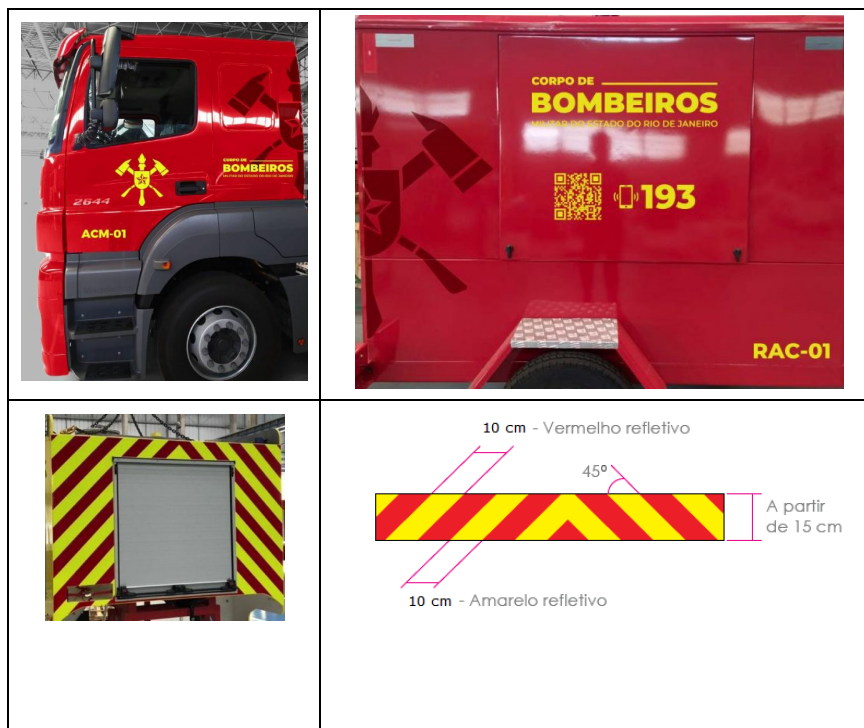 CORPO DE
BOMBEIROS
MILITAR DO ESTADO DO RIO DE JANEIRO
2644
ACM-01
CORPO DE
BOMBEIROS
MILITAR DO ESTADO DO RIO DE JANEIRO
193
RAC-01
10 cm - Vermelho refletivo
45º
A partir
de 15 cm
10 cm - Amarelo refletivo